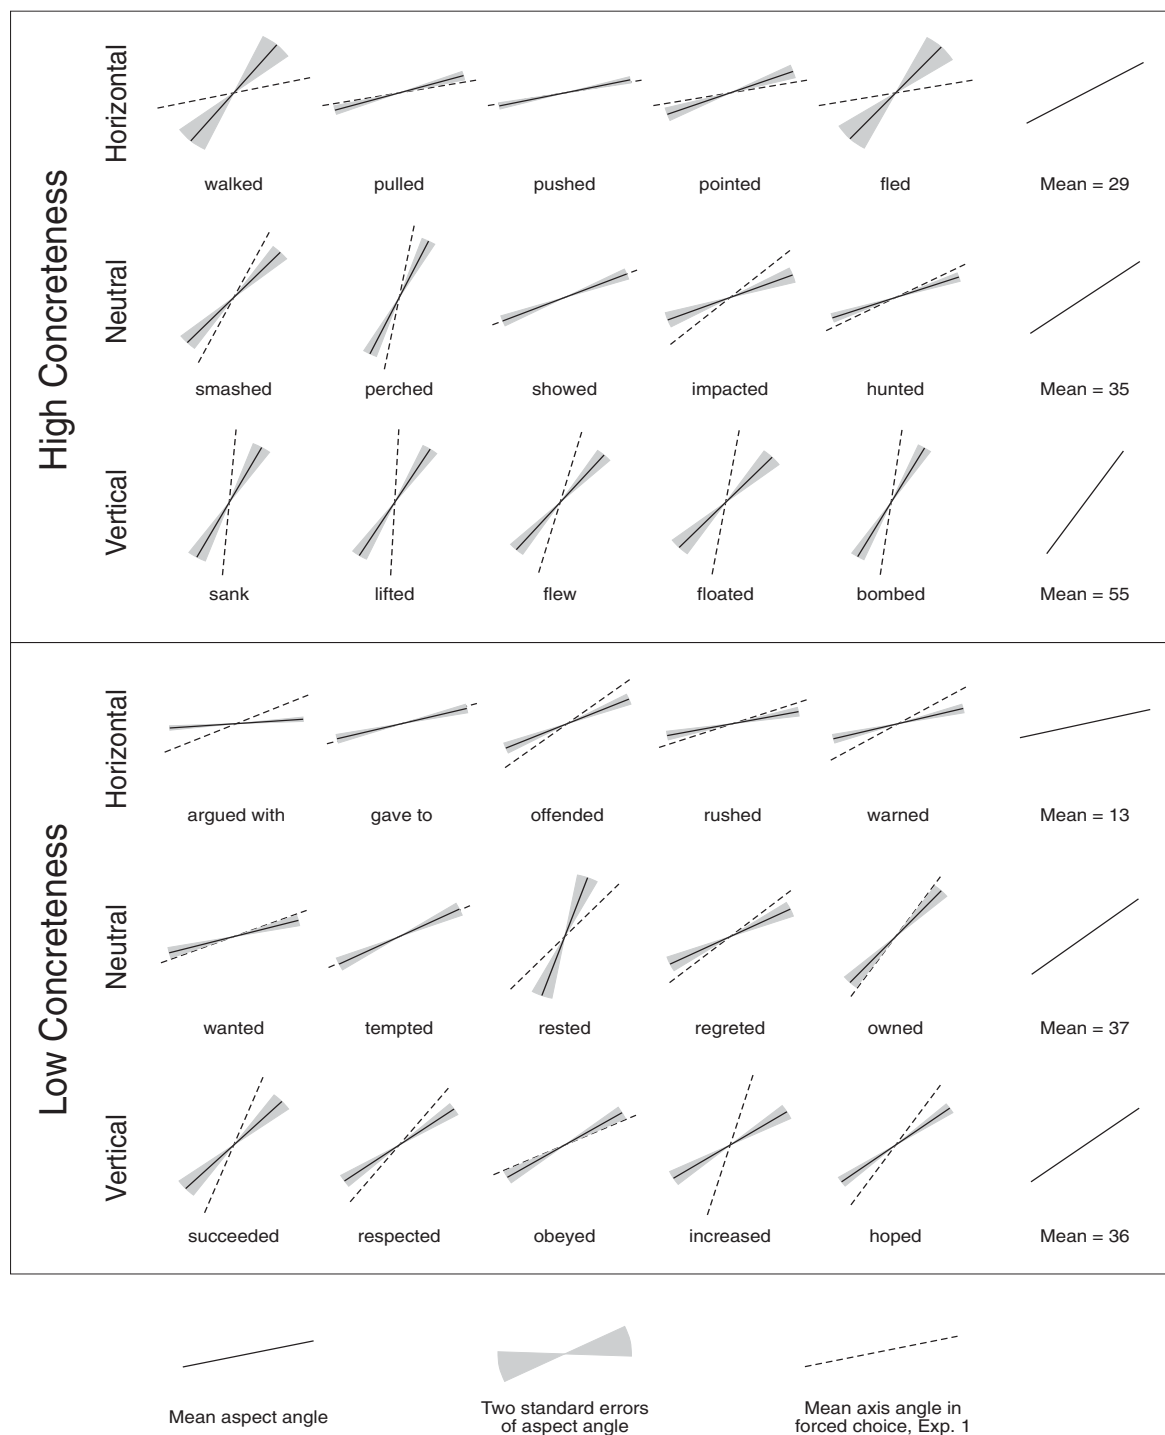 High Concreteness
Horizontal
walked pulled pushed pointed fled Mean = 29
Neutral
smashed perched showed impacted hunted Mean = 35
Vertical
sank lifted flew floated bombed Mean = 55
Low Concreteness
Horizontal
argued with gave to offended rushed warned Mean = 13
Neutral
wanted tempted rested regreted owned Mean = 37
Vertical
succeeded respected obeyed increased hoped Mean = 36
Mean aspect angle
Two standard errors
of aspect angle
Mean axis angle in
forced choice, Exp. 1